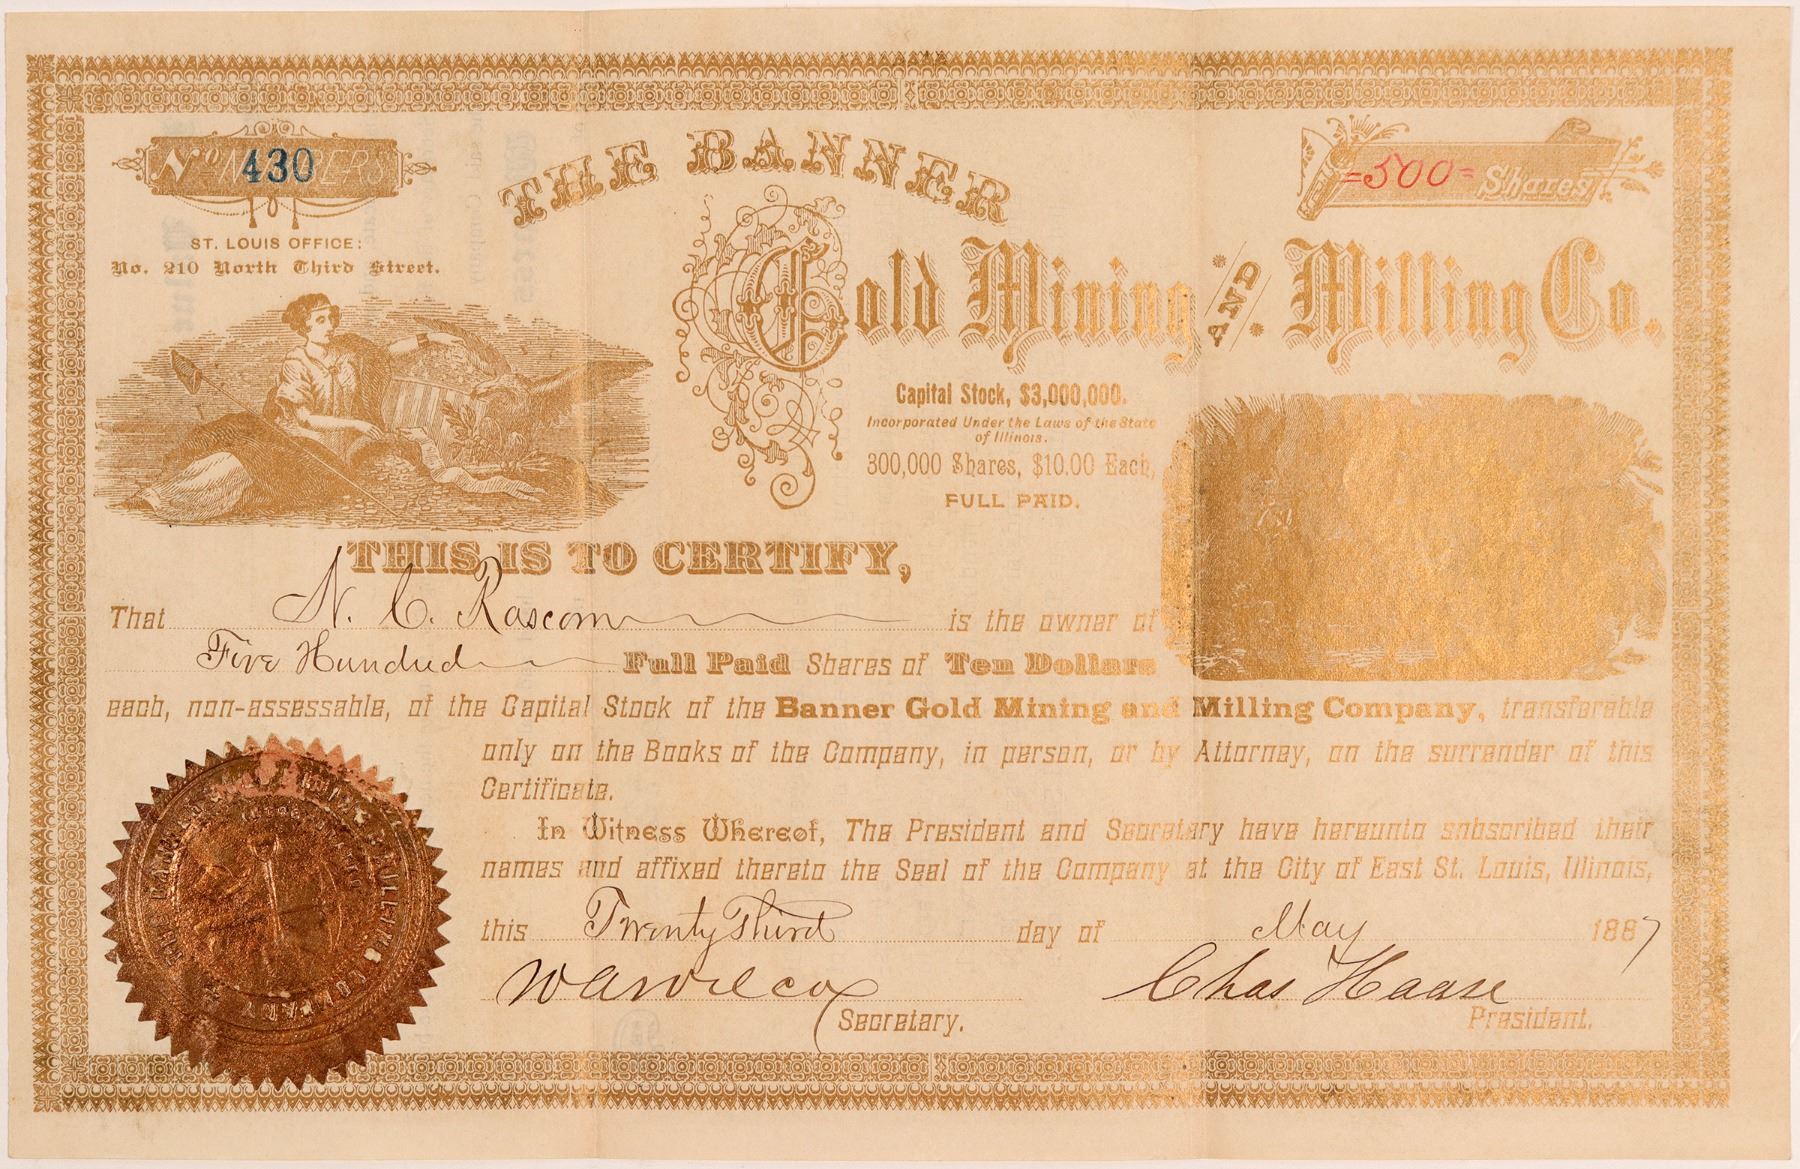 No. 430
ST. LOUIS OFFICE:
No. 210 North Third Street.
=500= Shares
THE BANNER
Gold Mining AND Milling Co.
Capital Stock, $3,000,000.
Incorporated Under the Laws of the State
of Illinois.
300,000 Shares, $10.00 Each,
FULL PAID.
THIS IS TO CERTIFY,
That N. C. Rascom is the owner of
Five Hundred Full Paid Shares of Ten Dollars
each, non-assessable, of the Capital Stock of the Banner Gold Mining and Milling Company, transferable
only on the Books of the Company, in person, or by Attorney, on the surrender of this
Certificate.
In Witness Whereof, The President and Secretary have hereunto subscribed their
names and affixed thereto the Seal of the Company at the City of East St. Louis, Illinois,
this Twenty Third day of May 1887
W A Wilcox Chas Haase
Secretary. President.